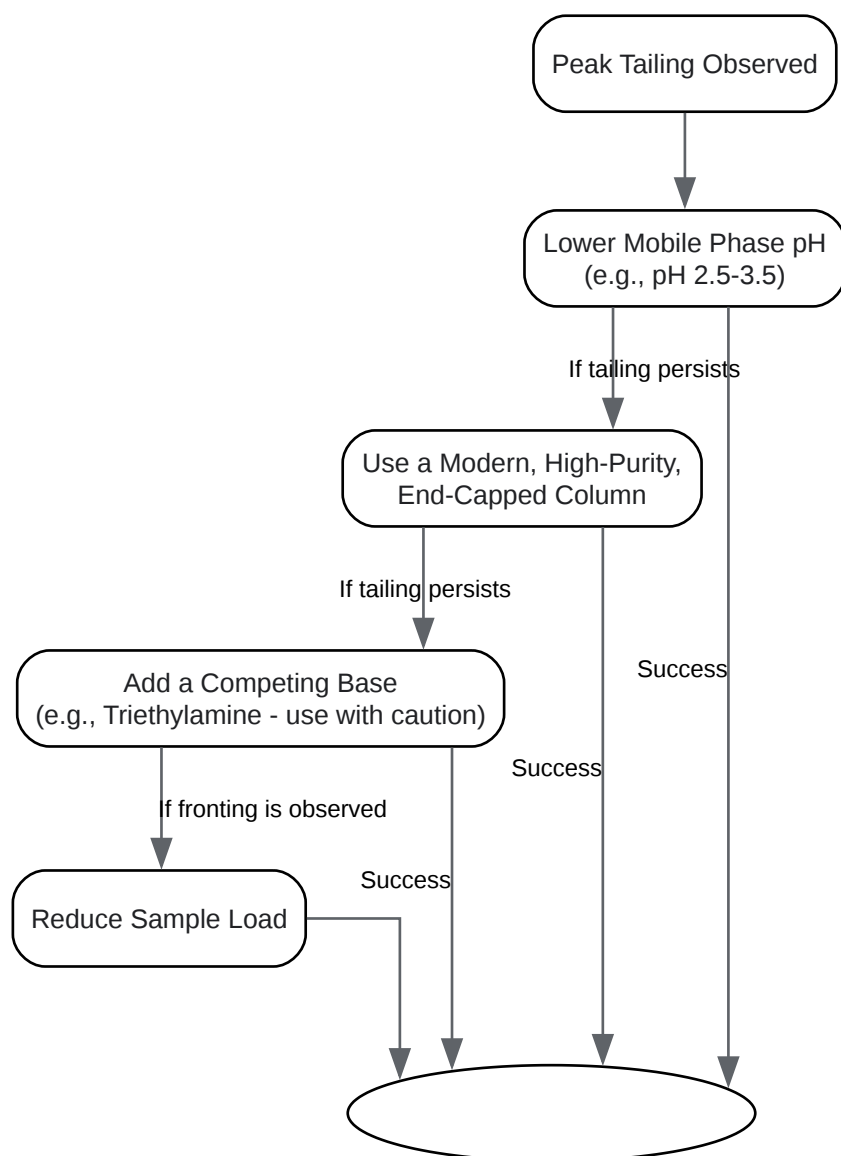 Peak Tailing Observed
Lower Mobile Phase pH
(e.g., pH 2.5-3.5)
If tailing persists
Use a Modern, High-Purity,
End-Capped Column
If tailing persists
Add a Competing Base
(e.g., Triethylamine - use with caution)
Success
Success
If fronting is observed
Success
Reduce Sample Load